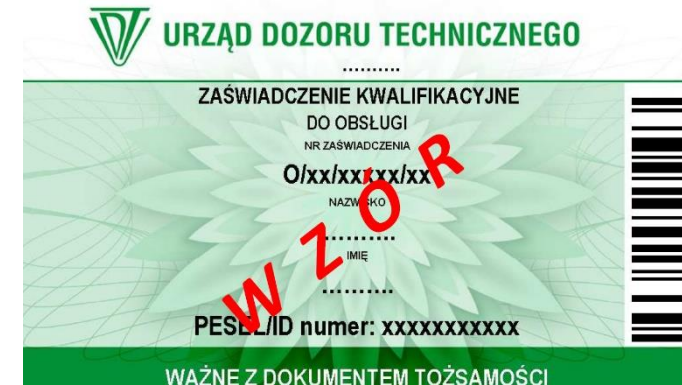 UDT URZĄD DOZORU TECHNICZNEGO
..........
ZAŚWIADCZENIE KWALIFIKACYJNE
DO OBSŁUGI
NR ZAŚWIADCZENIA
O/xx/xxxxx/xx
NAZWISKO
..........
IMIĘ
..........
PESEL/ID numer: xxxxxxxxxxx
WAŻNE Z DOKUMENTEM TOŻSAMOŚCI
WZÓR